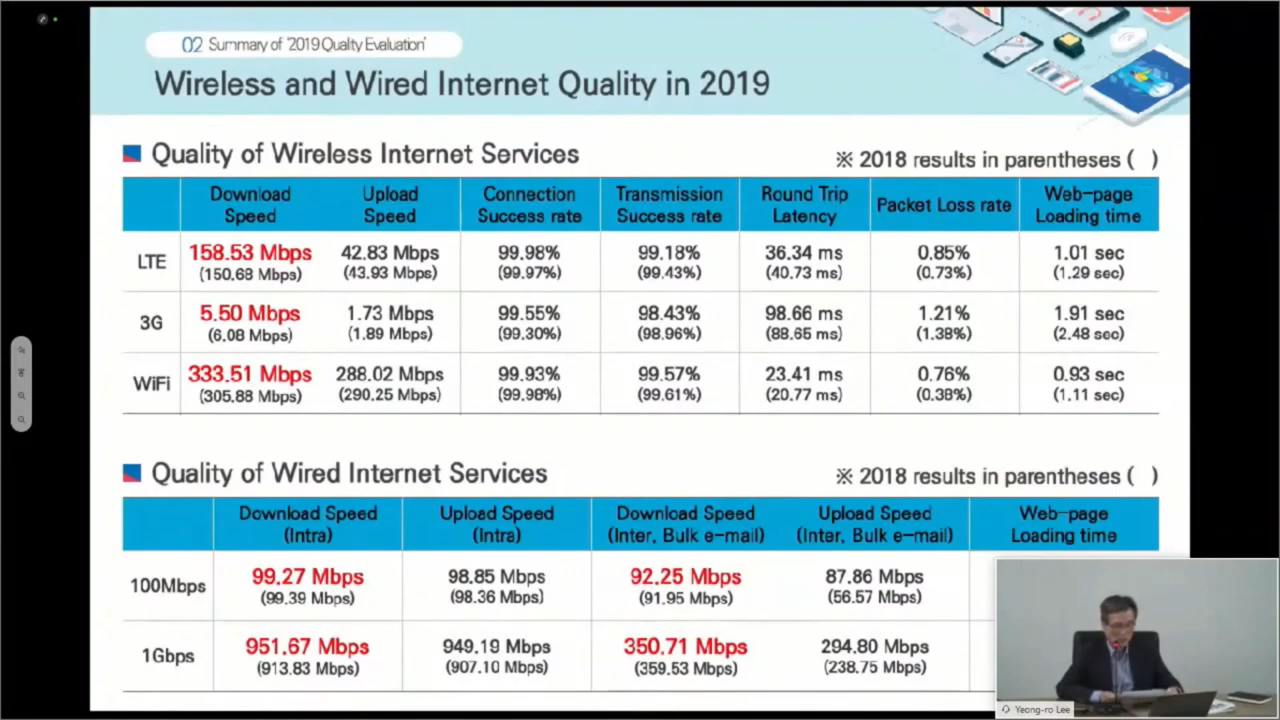 02 Summary of '2019 Quality Evaluation'
Wireless and Wired Internet Quality in 2019
Quality of Wireless Internet Services
※ 2018 results in parentheses ( )
Download Speed
Upload Speed
Connection Success rate
Transmission Success rate
Round Trip Latency
Packet Loss rate
Web-page Loading time
LTE
158.53 Mbps (150.68 Mbps)
42.83 Mbps (43.93 Mbps)
99.98% (99.97%)
99.18% (99.43%)
36.34 ms (40.73 ms)
0.85% (0.73%)
1.01 sec (1.29 sec)
3G
5.50 Mbps (6.08 Mbps)
1.73 Mbps (1.89 Mbps)
99.55% (99.30%)
98.43% (98.96%)
98.66 ms (88.65 ms)
1.21% (1.38%)
1.91 sec (2.48 sec)
WiFi
333.51 Mbps (305.88 Mbps)
288.02 Mbps (290.25 Mbps)
99.93% (99.98%)
99.57% (99.61%)
23.41 ms (20.77 ms)
0.76% (0.38%)
0.93 sec (1.11 sec)
Quality of Wired Internet Services
※ 2018 results in parentheses ( )
Download Speed (Intra)
Upload Speed (Intra)
Download Speed (Inter, Bulk e-mail)
Upload Speed (Inter, Bulk e-mail)
Web-page Loading time
100Mbps
99.27 Mbps (99.39 Mbps)
98.85 Mbps (98.36 Mbps)
92.25 Mbps (91.95 Mbps)
87.86 Mbps (56.57 Mbps)
1Gbps
951.67 Mbps (913.83 Mbps)
949.19 Mbps (907.10 Mbps)
350.71 Mbps (359.53 Mbps)
294.80 Mbps (238.75 Mbps)
Yeong-ro Lee